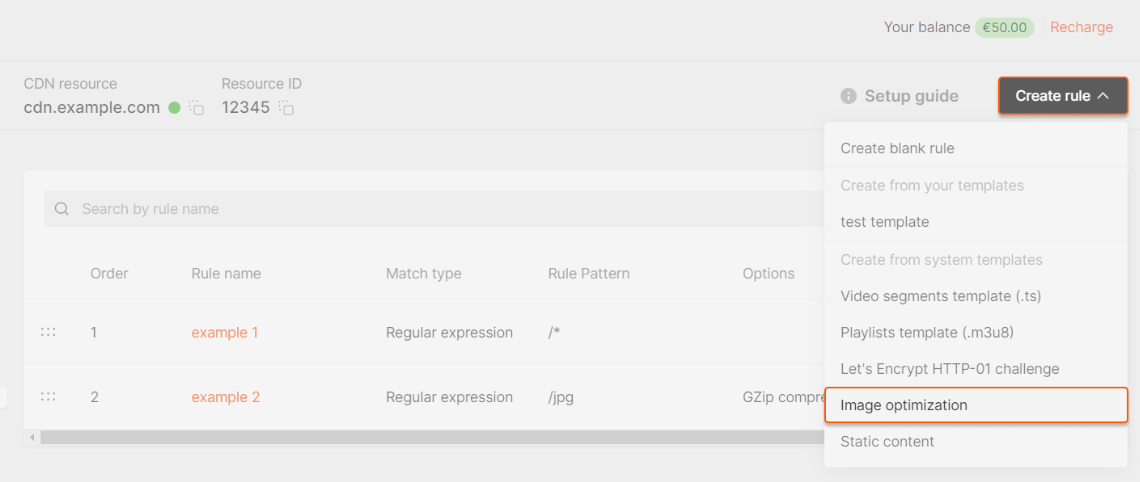 Your balance €50.00 Recharge
CDN resource Resource ID
cdn.example.com 12345 Setup guide Create rule
Create blank rule
Create from your templates
Search by rule name test template
Create from system templates
Order Rule name Match type Rule Pattern Options
Video segments template (.ts)
1 example 1 Regular expression /* Playlists template (.m3u8)
Let's Encrypt HTTP-01 challenge
2 example 2 Regular expression /jpg GZip compre
Image optimization
Static content